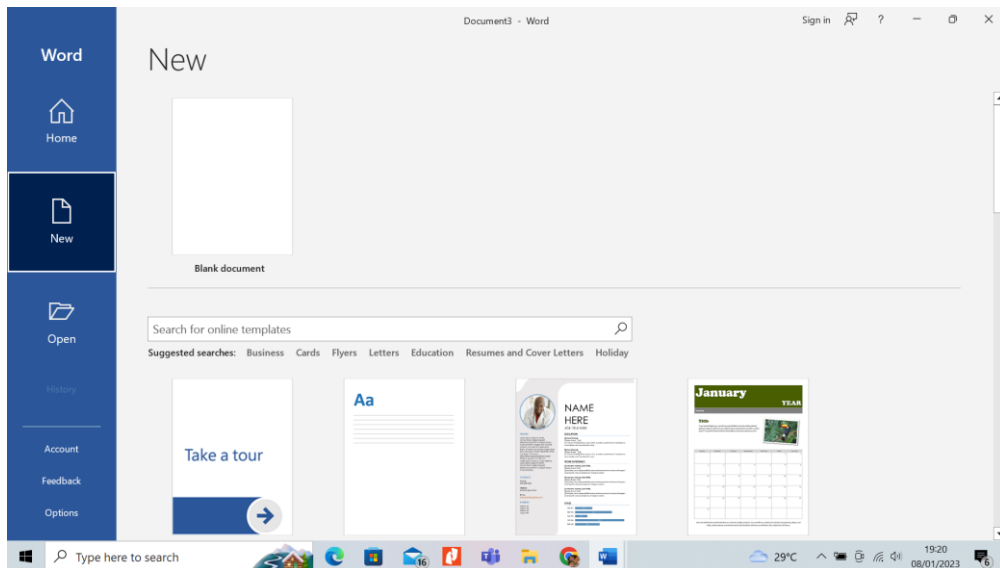 Document3 - Word
Sign in
?
Word
Home
New
Open
History
Account
Feedback
Options
New
Blank document
Search for online templates
Suggested searches: Business Cards Flyers Letters Education Resumes and Cover Letters Holiday
Take a tour
Aa
NAME
HERE
January
YEAR
Title
Type here to search
16
29°C
19:20
08/01/2023
6